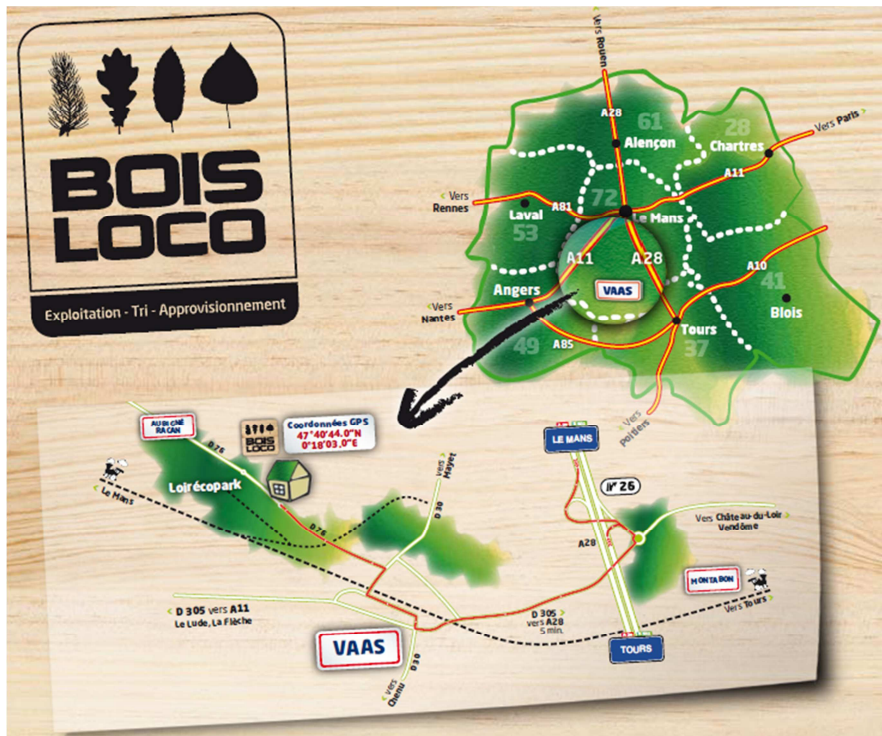 BOIS
LOCO
Exploitation - Tri - Approvisionnement
Vers Rouen
A28
61
Alençon
28
Chartres
Vers Paris >
A11
< Vers
Rennes
A81
72
Le Mans
Laval
53
A11
A28
VAAS
A10
41
Blois
Angers
< Vers
Nantes
49
A85
Tours
37
< Vers
poitiers
AUBIGNÉ
RACAN
D76
BOIS
LOCO
Coordonnées GPS
47°40'44.0"N
0°18'03.0"E
Loirécopark
< Le Mans
D76
vers >
Mayet
D 30
LE MANS
N° 26
A28
Vers Château-du-Loir >
Vendôme
MONTABON
Vers Tours >
< D 305 vers A11
Le Lude, La Flèche
D 305 >
vers A28
5 min.
VAAS
D30
< vers
Chenu
TOURS